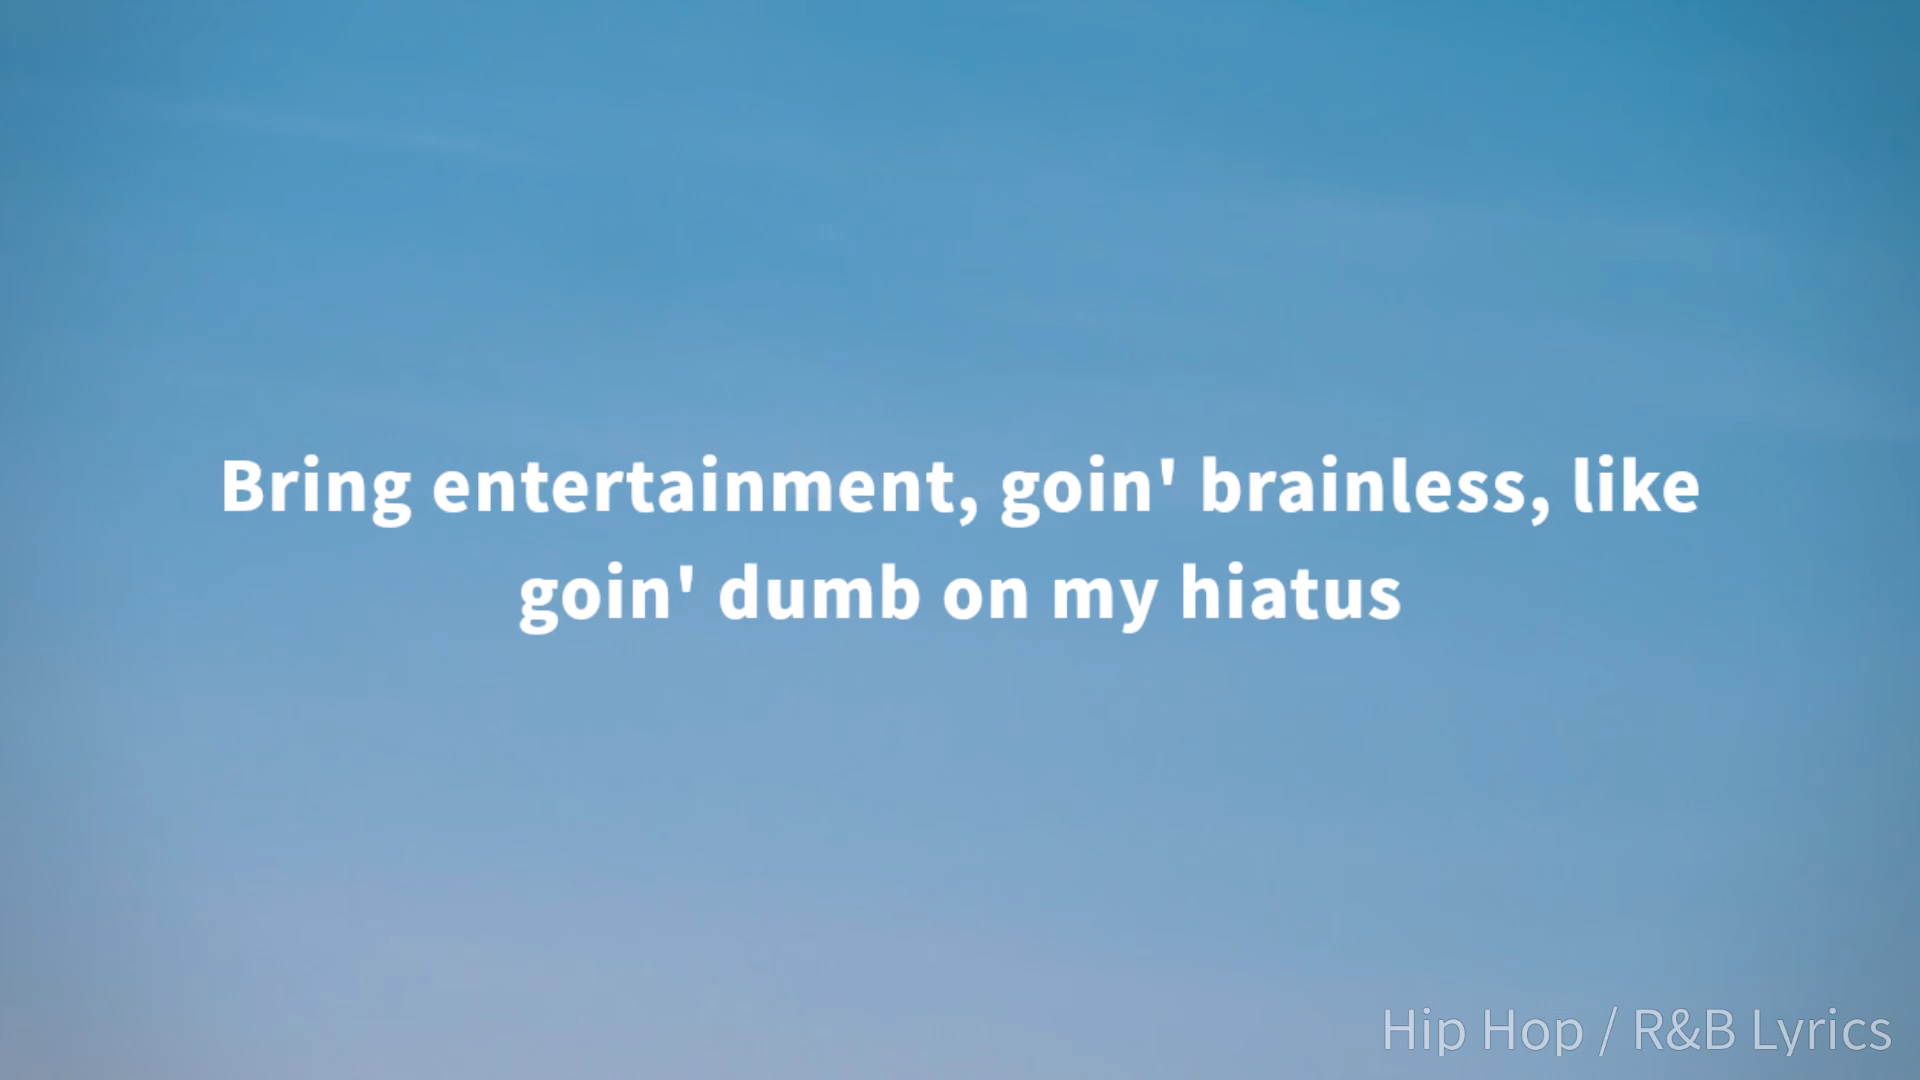 Bring entertainment, goin' brainless, like
goin' dumb on my hiatus
Hip Hop / R&B Lyrics